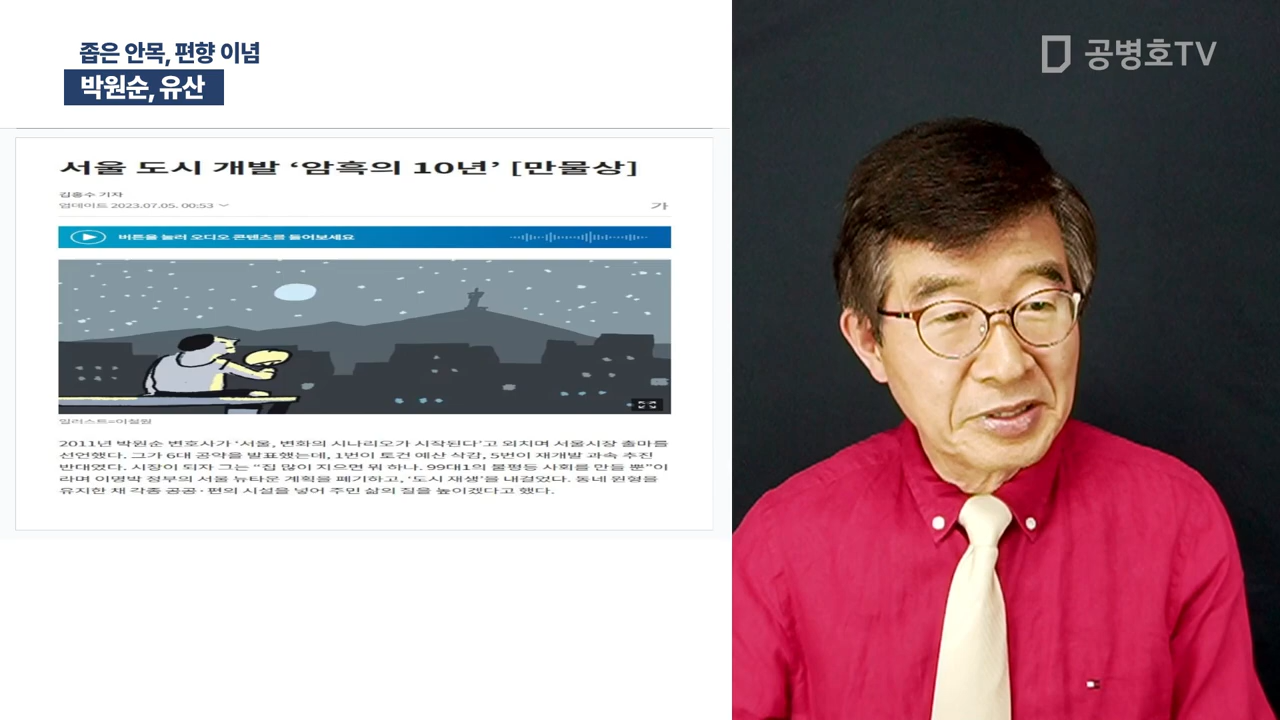 좁은 안목, 편향 이념
박원순, 유산
공병호TV
서울 도시 개발 ‘암흑의 10년’ [만물상]
김홍수 기자
업데이트 2023.07.05. 00:53
가
버튼을 눌러 오디오 콘텐츠를 들어보세요
일러스트=이철원
2011년 박원순 변호사가 ‘서울, 변화의 시나리오가 시작된다’고 외치며 서울시장 출마를
선언했다. 그가 6대 공약을 발표했는데, 1번이 토건 예산 삭감, 5번이 재개발 과속 추진
반대였다. 시장이 되자 그는 “집 많이 지으면 뭐 하나. 99대1의 불평등 사회를 만들 뿐”이
라며 이명박 정부의 서울 뉴타운 계획을 폐기하고, ‘도시 재생’을 내걸었다. 동네 원형을
유지한 채 각종 공공·편의 시설을 넣어 주민 삶의 질을 높이겠다고 했다.